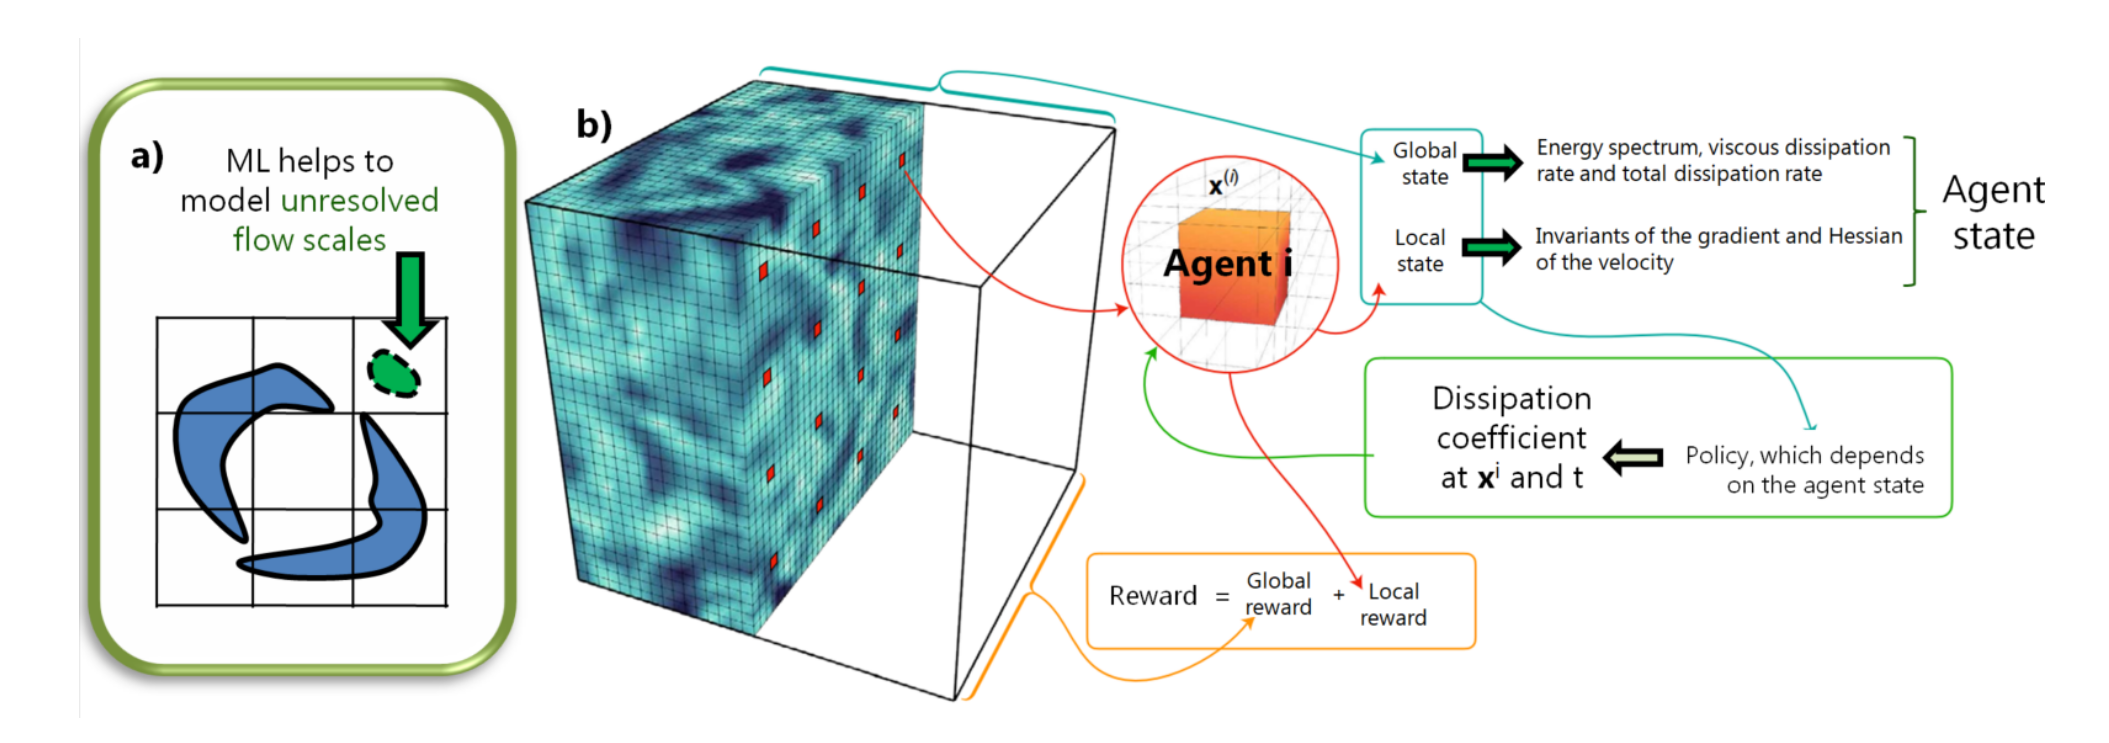 a)
ML helps to
model unresolved
flow scales
b)
x(i)
Agent i
Global
state
Energy spectrum, viscous dissipation
rate and total dissipation rate
Local
state
Invariants of the gradient and Hessian
of the velocity
Agent
state
Dissipation
coefficient
at xi and t
Policy, which depends
on the agent state
Reward = Global
reward + Local
reward